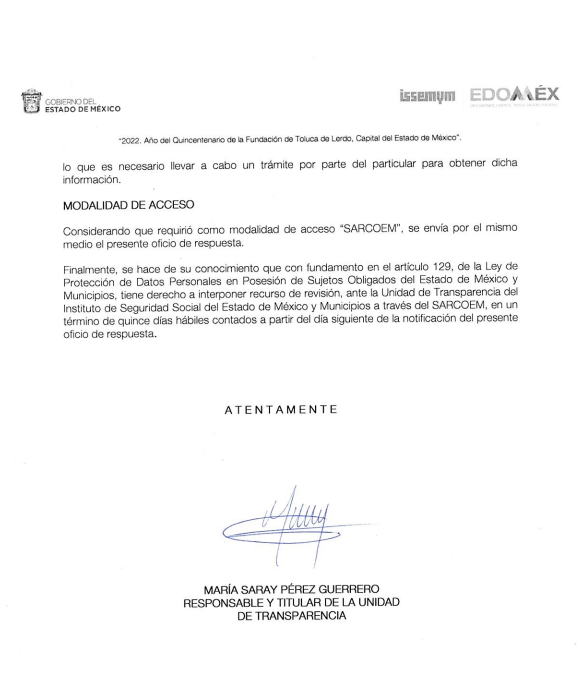 GOBIERNO DEL
ESTADO DE MÉXICO
issemym
EDOMÉX
"2022. Año del Quincentenario de la Fundación de Toluca de Lerdo, Capital del Estado de México".
lo que es necesario llevar a cabo un trámite por parte del particular para obtener dicha
información.
MODALIDAD DE ACCESO
Considerando que requirió como modalidad de acceso "SARCOEM", se envía por el mismo
medio el presente oficio de respuesta.
Finalmente, se hace de su conocimiento que con fundamento en el artículo 129, de la Ley de
Protección de Datos Personales en Posesión de Sujetos Obligados del Estado de México y
Municipios, tiene derecho a interponer recurso de revisión, ante la Unidad de Transparencia del
Instituto de Seguridad Social del Estado de México y Municipios a través del SARCOEM, en un
término de quince días hábiles contados a partir del día siguiente de la notificación del presente
oficio de respuesta.
ATENTAMENTE
MARÍA SARAY PÉREZ GUERRERO
RESPONSABLE Y TITULAR DE LA UNIDAD
DE TRANSPARENCIA